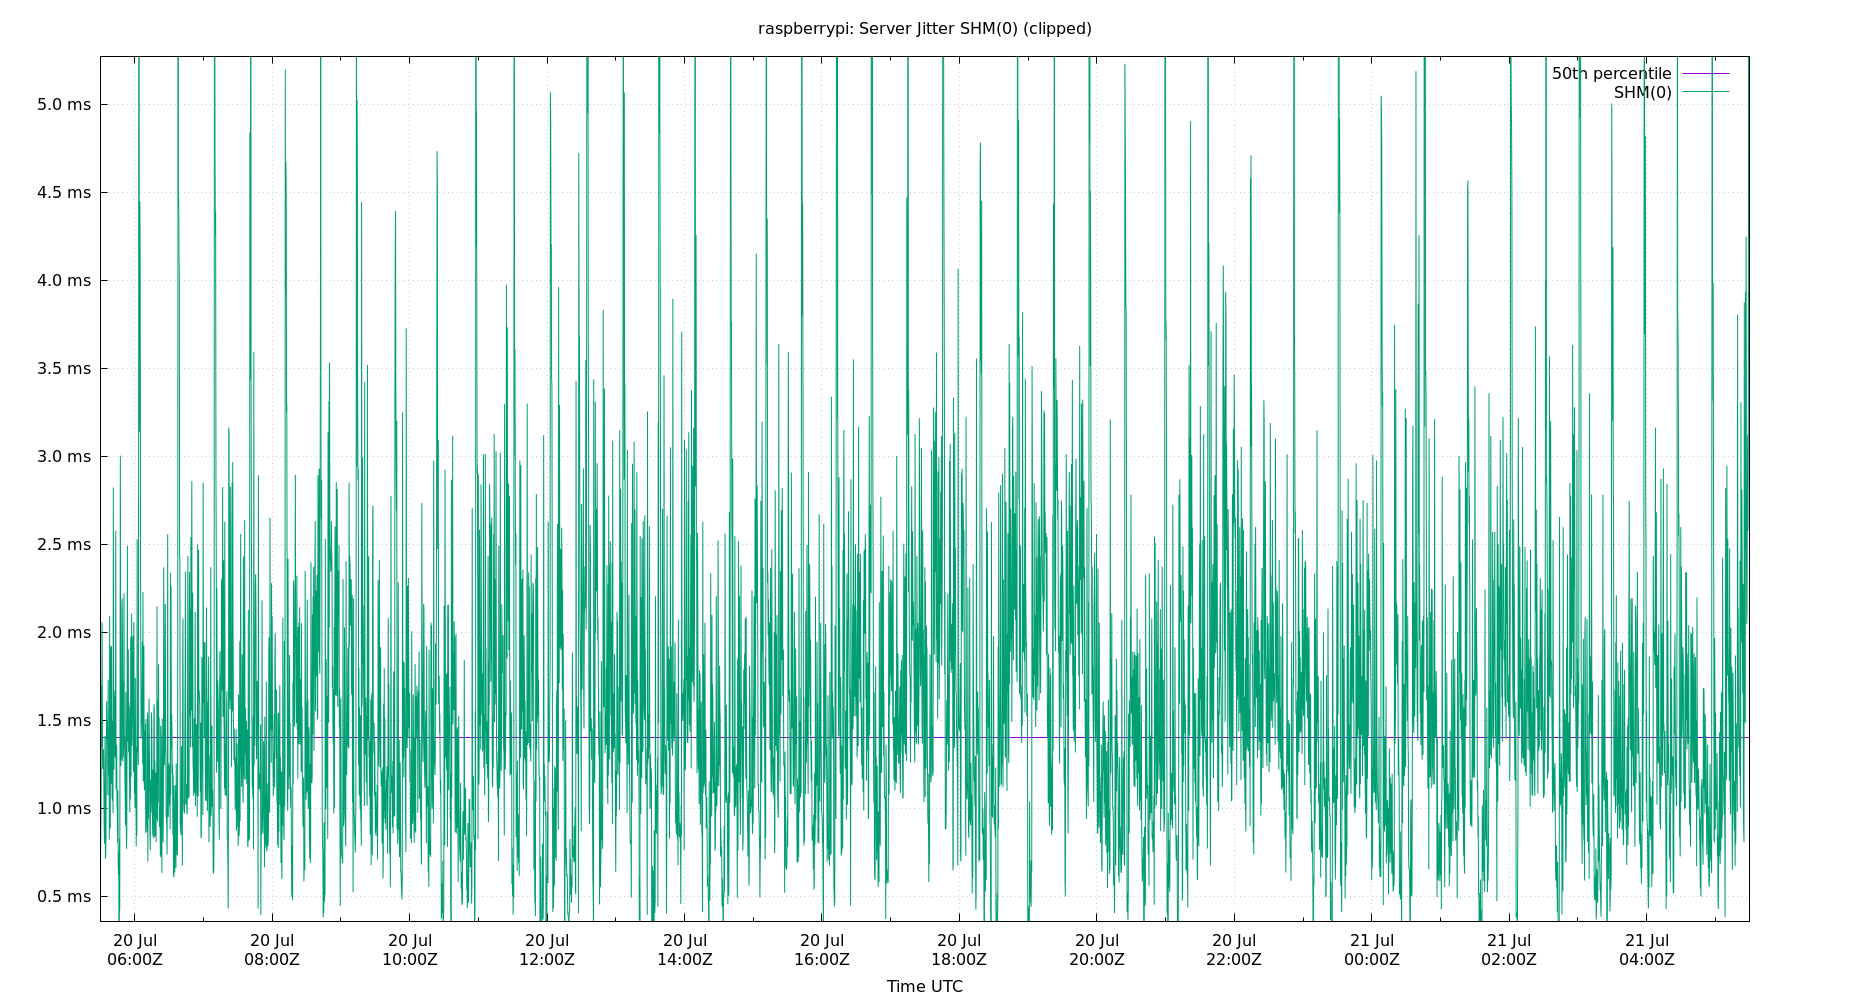 raspberrypi: Server Jitter SHM(0) (clipped)
50th percentile
SHM(0)
5.0 ms
4.5 ms
4.0 ms
3.5 ms
3.0 ms
2.5 ms
2.0 ms
1.5 ms
1.0 ms
0.5 ms
20 Jul 20 Jul 20 Jul 20 Jul 20 Jul 20 Jul 20 Jul 20 Jul 20 Jul 21 Jul 21 Jul 21 Jul
06:00Z 08:00Z 10:00Z 12:00Z 14:00Z 16:00Z 18:00Z 20:00Z 22:00Z 00:00Z 02:00Z 04:00Z
Time UTC